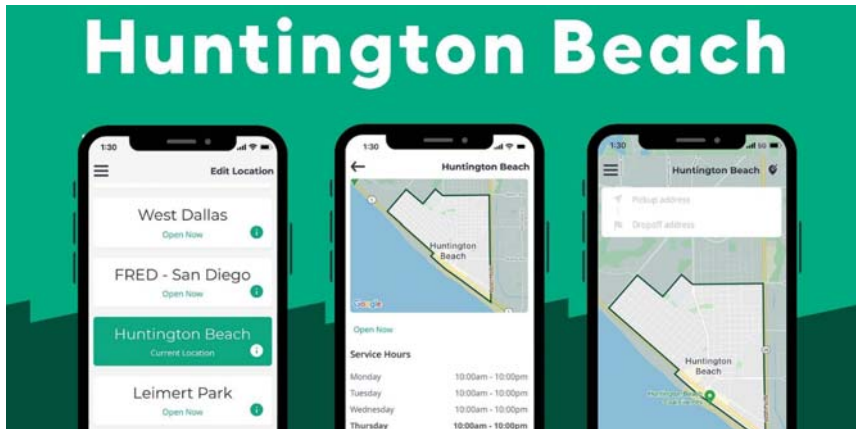 Huntington Beach
1:30
Edit Location
West Dallas
Open Now
FRED - San Diego
Open Now
Huntington Beach
Current Location
Leimert Park
Open Now
1:30
Huntington Beach
Huntington
Beach
Google
Open Now
Service Hours
Monday 10:00am - 10:00pm
Tuesday 10:00am - 10:00pm
Wednesday 10:00am - 10:00pm
Thursday 10:00am - 10:00pm
1:30
5G
Huntington Beach
Pickup address
Dropoff address
Huntington
Beach
Huntington Beach